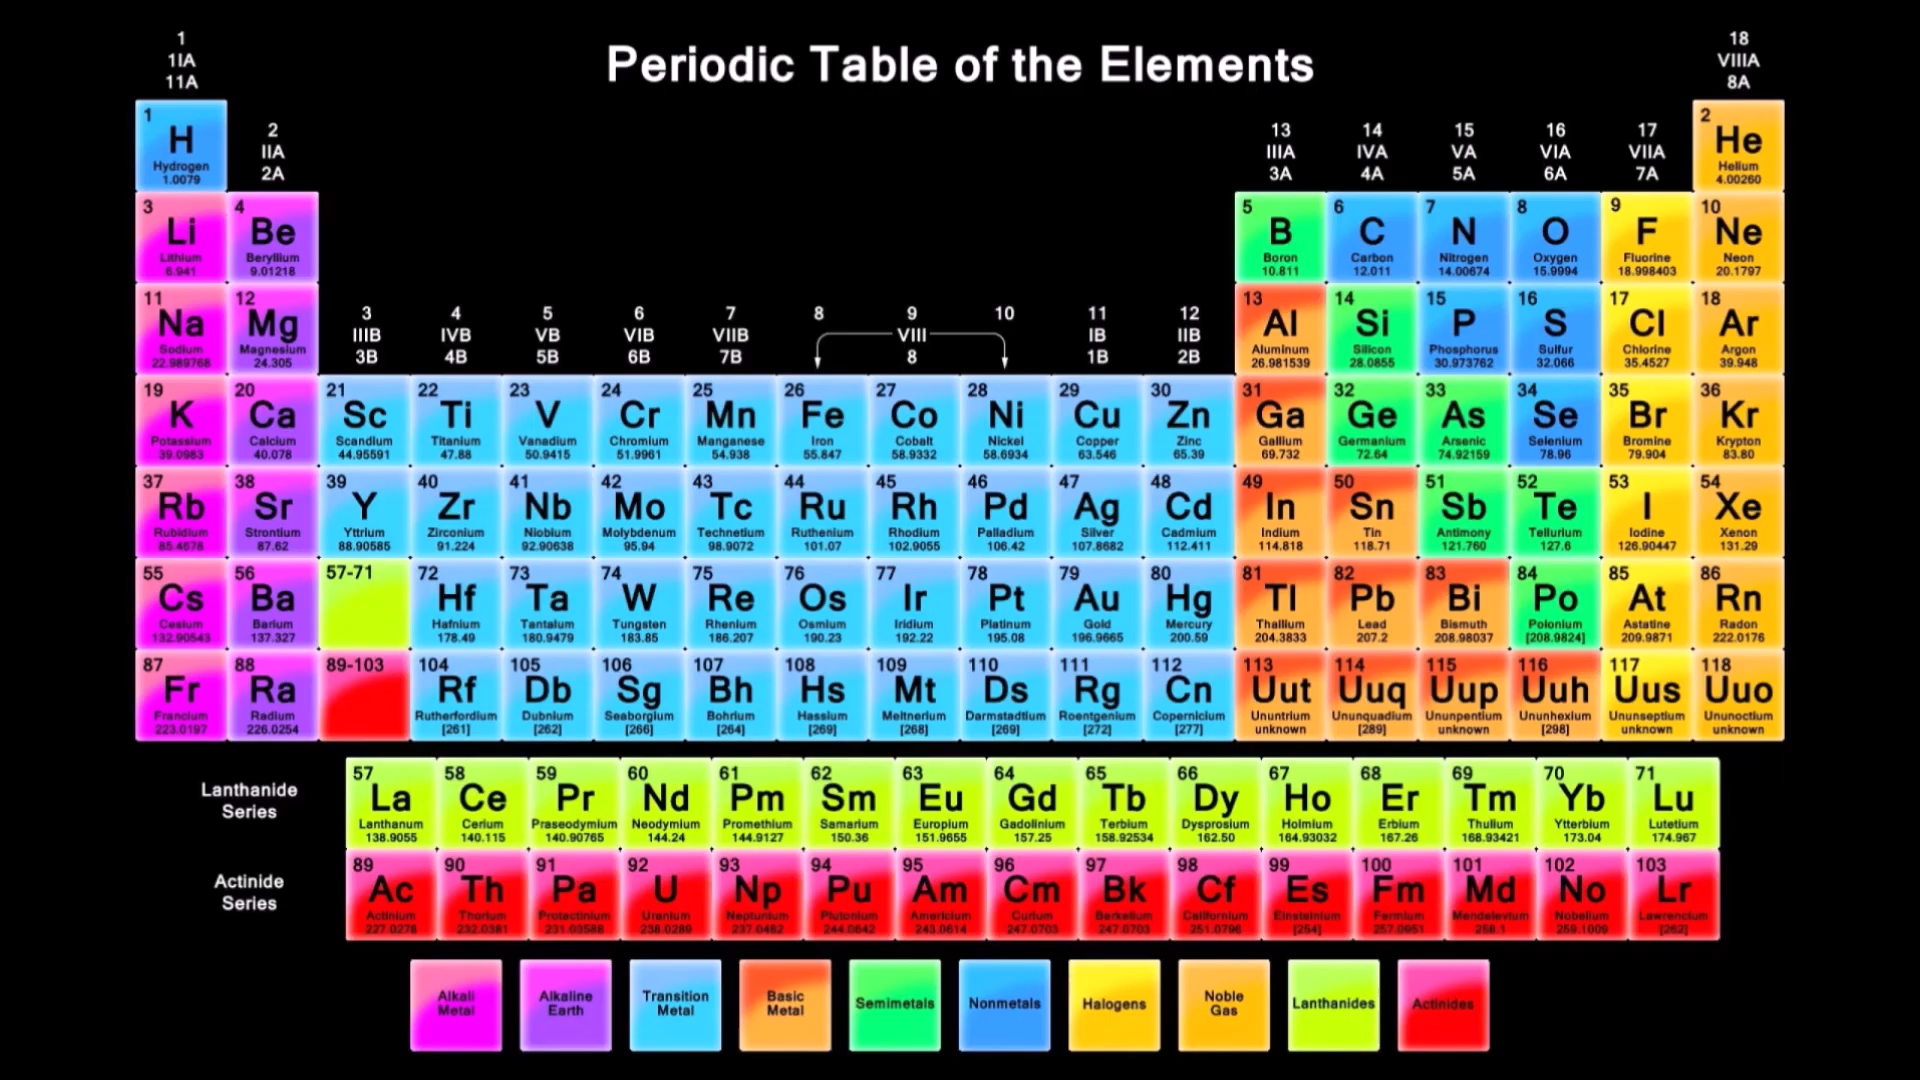 Periodic Table of the Elements
1
1IA
11A
18
VIIIA
8A
1
H
Hydrogen
1.0079
2
IIA
2A
13
IIIA
3A
14
IVA
4A
15
VA
5A
16
VIA
6A
17
VIIA
7A
2
He
Helium
4.00260
3
Li
Lithium
6.941
4
Be
Beryllium
9.01218
5
B
Boron
10.811
6
C
Carbon
12.011
7
N
Nitrogen
14.00674
8
O
Oxygen
15.9994
9
F
Fluorine
18.998403
10
Ne
Neon
20.1797
11
Na
Sodium
22.989768
12
Mg
Magnesium
24.305
3
IIIB
3B
4
IVB
4B
5
VB
5B
6
VIB
6B
7
VIIB
7B
8
9
10
VIII
8
11
IB
1B
12
IIB
2B
13
Al
Aluminum
26.981539
14
Si
Silicon
28.0855
15
P
Phosphorus
30.973762
16
S
Sulfur
32.066
17
Cl
Chlorine
35.4527
18
Ar
Argon
39.948
19
K
Potassium
39.0983
20
Ca
Calcium
40.078
21
Sc
Scandium
44.95591
22
Ti
Titanium
47.88
23
V
Vanadium
50.9415
24
Cr
Chromium
51.9961
25
Mn
Manganese
54.938
26
Fe
Iron
55.847
27
Co
Cobalt
58.9332
28
Ni
Nickel
58.6934
29
Cu
Copper
63.546
30
Zn
Zinc
65.39
31
Ga
Gallium
69.732
32
Ge
Germanium
72.64
33
As
Arsenic
74.92159
34
Se
Selenium
78.96
35
Br
Bromine
79.904
36
Kr
Krypton
83.80
37
Rb
Rubidium
85.4678
38
Sr
Strontium
87.62
39
Y
Yttrium
88.90585
40
Zr
Zirconium
91.224
41
Nb
Niobium
92.90638
42
Mo
Molybdenum
95.94
43
Tc
Technetium
98.9072
44
Ru
Ruthenium
101.07
45
Rh
Rhodium
102.9055
46
Pd
Palladium
106.42
47
Ag
Silver
107.8682
48
Cd
Cadmium
112.411
49
In
Indium
114.818
50
Sn
Tin
118.71
51
Sb
Antimony
121.760
52
Te
Tellurium
127.6
53
I
Iodine
126.90447
54
Xe
Xenon
131.29
55
Cs
Cesium
132.90543
56
Ba
Barium
137.327
57-71
72
Hf
Hafnium
178.49
73
Ta
Tantalum
180.9479
74
W
Tungsten
183.85
75
Re
Rhenium
186.207
76
Os
Osmium
190.23
77
Ir
Iridium
192.22
78
Pt
Platinum
195.08
79
Au
Gold
196.9665
80
Hg
Mercury
200.59
81
Tl
Thallium
204.3833
82
Pb
Lead
207.2
83
Bi
Bismuth
208.98037
84
Po
Polonium
[208.9824]
85
At
Astatine
209.9871
86
Rn
Radon
222.0176
87
Fr
Francium
223.0197
88
Ra
Radium
226.0254
89-103
104
Rf
Rutherfordium
[261]
105
Db
Dubnium
[262]
106
Sg
Seaborgium
[266]
107
Bh
Bohrium
[264]
108
Hs
Hassium
[269]
109
Mt
Meitnerium
[268]
110
Ds
Darmstadtium
[269]
111
Rg
Roentgenium
[272]
112
Cn
Copernicium
[277]
113
Uut
Ununtrium
unknown
114
Uuq
Ununquadium
[289]
115
Uup
Ununpentium
unknown
116
Uuh
Ununhexium
[298]
117
Uus
Ununseptium
unknown
118
Uuo
Ununoctium
unknown
Lanthanide
Series
57
La
Lanthanum
138.9055
58
Ce
Cerium
140.115
59
Pr
Praseodymium
140.90765
60
Nd
Neodymium
144.24
61
Pm
Promethium
144.9127
62
Sm
Samarium
150.36
63
Eu
Europium
151.9655
64
Gd
Gadolinium
157.25
65
Tb
Terbium
158.92534
66
Dy
Dysprosium
162.50
67
Ho
Holmium
164.93032
68
Er
Erbium
167.26
69
Tm
Thulium
168.93421
70
Yb
Ytterbium
173.04
71
Lu
Lutetium
174.967
Actinide
Series
89
Ac
Actinium
227.0278
90
Th
Thorium
232.0381
91
Pa
Protactinium
231.03588
92
U
Uranium
238.0289
93
Np
Neptunium
237.0482
94
Pu
Plutonium
244.0642
95
Am
Americium
243.0614
96
Cm
Curium
247.0703
97
Bk
Berkelium
247.0703
98
Cf
Californium
251.0796
99
Es
Einsteinium
[254]
100
Fm
Fermium
257.0951
101
Md
Mendelevium
258.1
102
No
Nobelium
259.1009
103
Lr
Lawrencium
[262]
Alkali
Metal
Alkaline
Earth
Transition
Metal
Basic
Metal
Semimetals
Nonmetals
Halogens
Noble
Gas
Lanthanides
Actinides